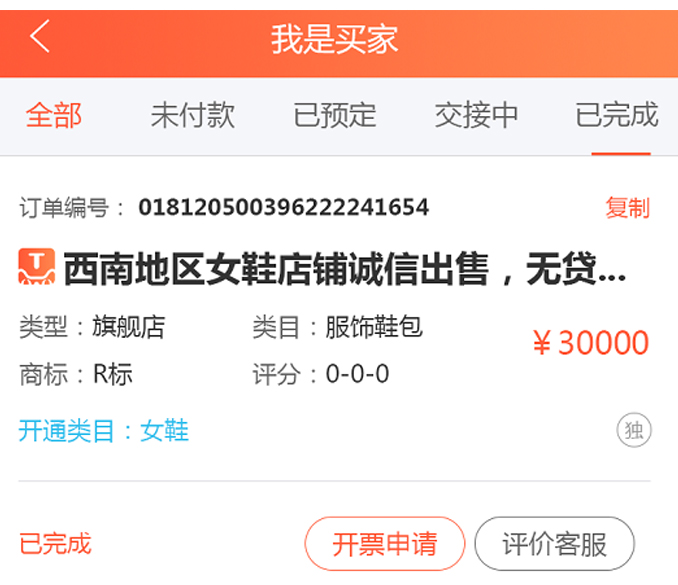 我是买家
全部 未付款 已预定 交接中 已完成
订单编号： 018120500396222241654 复制
T 西南地区女鞋店铺诚信出售，无贷...
类型：旗舰店 类目：服饰鞋包
￥30000
商标：R标 评分：0-0-0
开通类目：女鞋 独
已完成 开票申请 评价客服